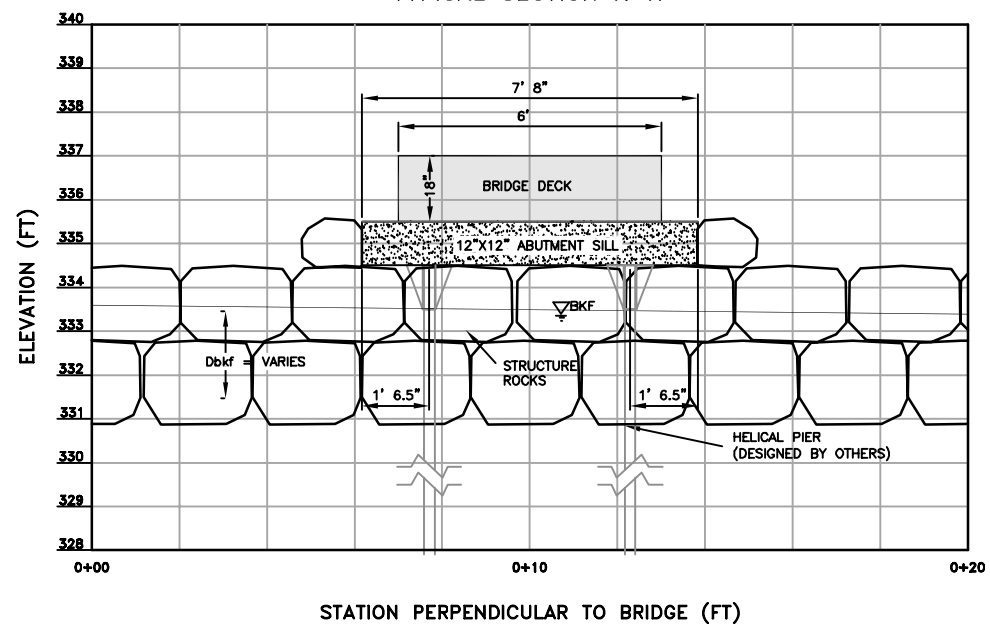 340
339
338
337
336
335
334
333
332
331
330
329
328
ELEVATION (FT)
7' 8"
6'
18"
BRIDGE DECK
12"X12" ABUTMENT SILL
BKF
Dbkf = VARIES
STRUCTURE
ROCKS
1' 6.5"
1' 6.5"
HELICAL PIER
(DESIGNED BY OTHERS)
0+00
0+10
0+20
STATION PERPENDICULAR TO BRIDGE (FT)